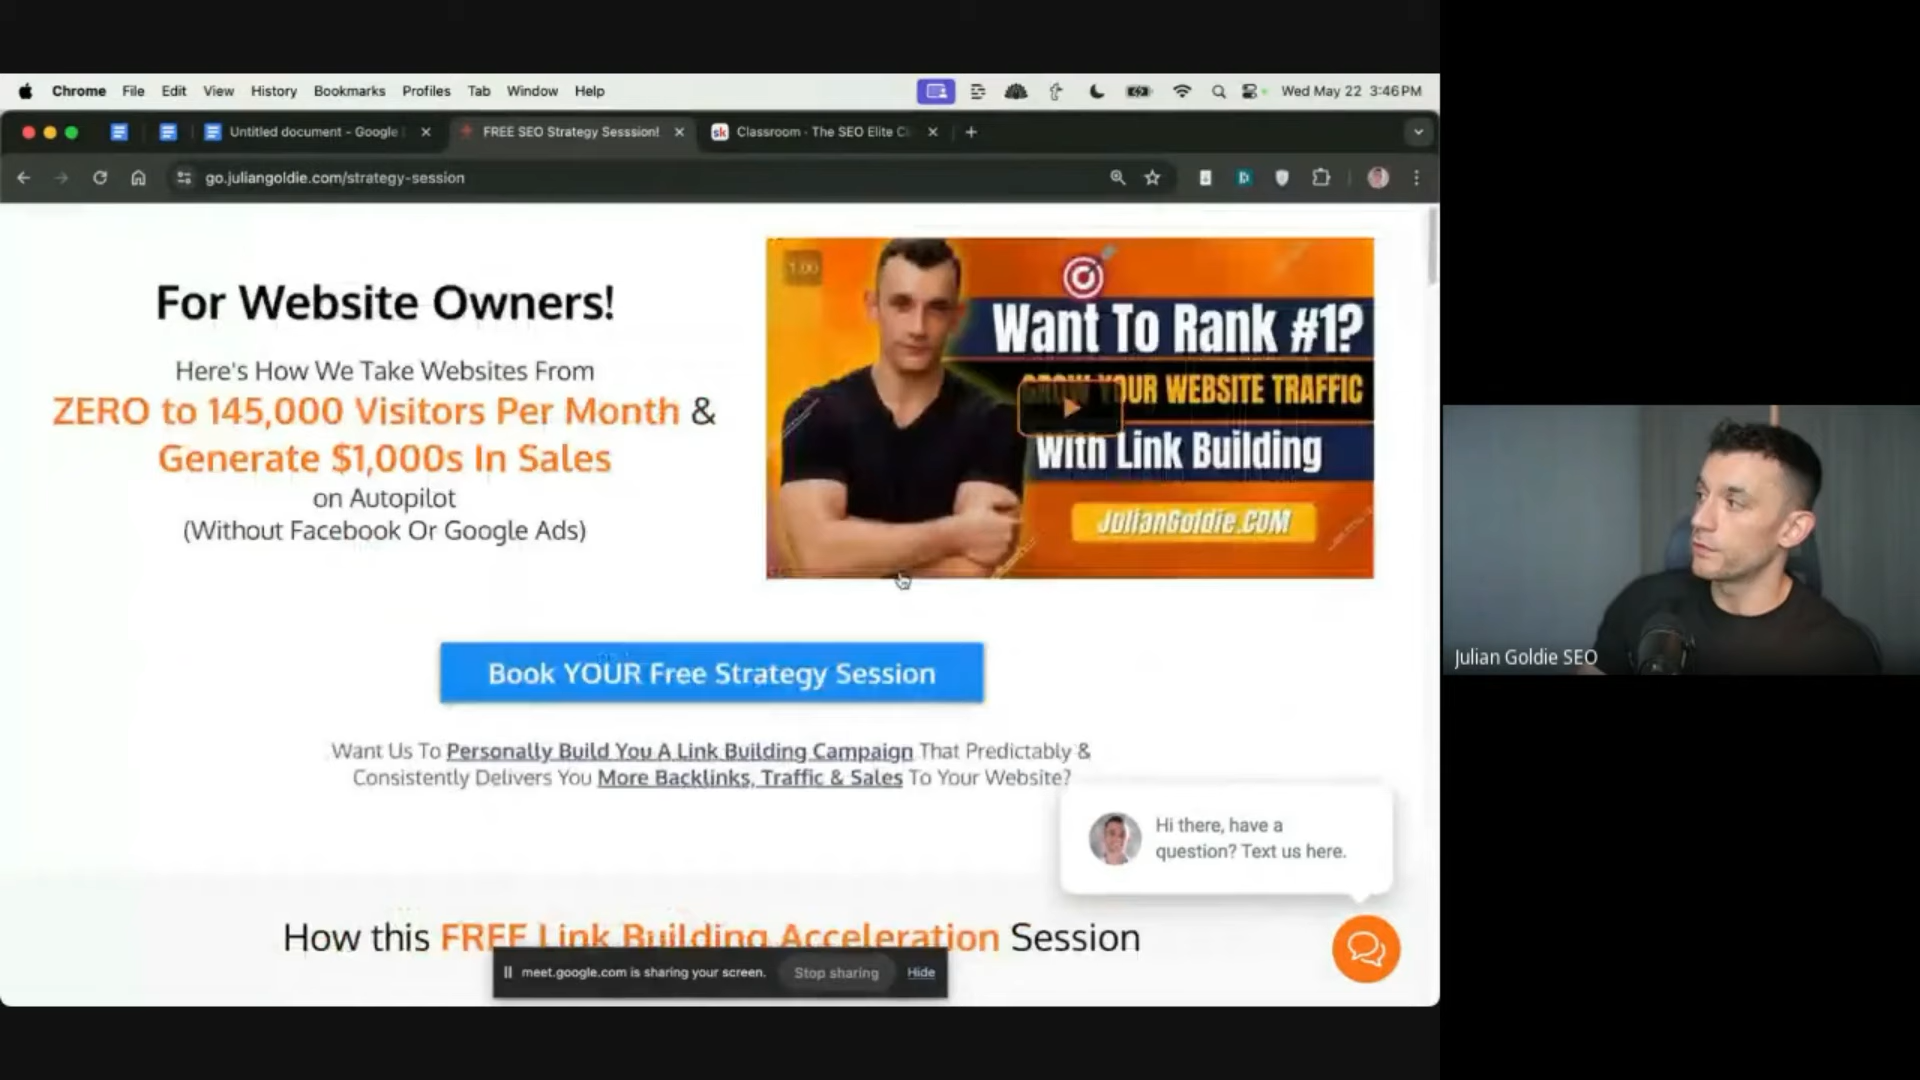 Chrome File Edit View History Bookmarks Profiles Tab Window Help
Wed May 22 3:46 PM
Untitled document - Google
FREE SEO Strategy Sesssion!
sk Classroom - The SEO Elite Ci
go.juliangoldie.com/strategy-session
For Website Owners!
Here's How We Take Websites From
ZERO to 145,000 Visitors Per Month &
Generate $1,000s In Sales
on Autopilot
(Without Facebook Or Google Ads)
1.00
Want To Rank #1?
GROW YOUR WEBSITE TRAFFIC
With Link Building
JulianGoldie.COM
Book YOUR Free Strategy Session
Want Us To Personally Build You A Link Building Campaign That Predictably &
Consistently Delivers You More Backlinks, Traffic & Sales To Your Website?
Hi there, have a
question? Text us here.
How this FREE Link Building Acceleration Session
meet.google.com is sharing your screen. Stop sharing Hide
Julian Goldie SEO